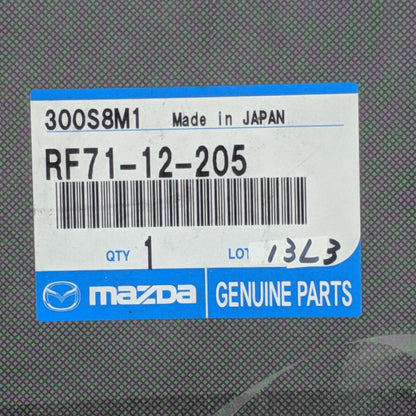 300S8M1 Made in JAPAN
RF71-12-205
QTY 1 LOT 13L3
mazda GENUINE PARTS